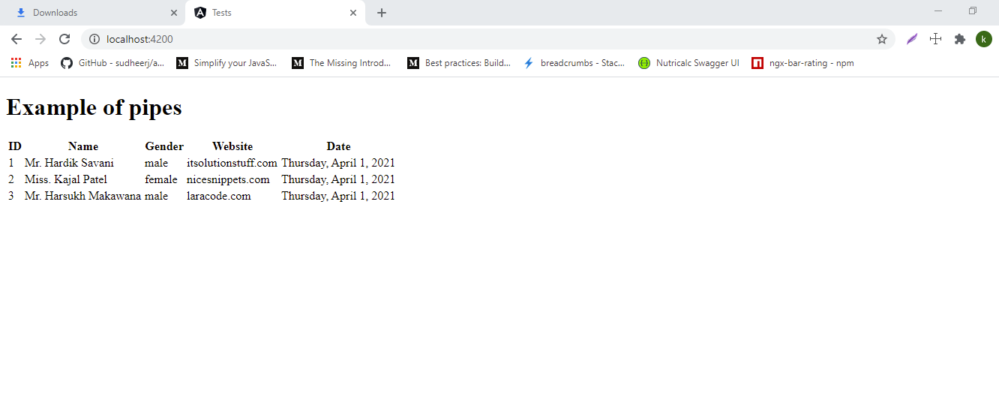 Downloads Tests
localhost:4200 k
Apps GitHub - sudheerj/a... Simplify your JavaS... The Missing Introd... Best practices: Build... breadcrumbs - Stac... Nutricalc Swagger UI ngx-bar-rating - npm
Example of pipes
ID Name Gender Website Date
1 Mr. Hardik Savani male itsolutionstuff.com Thursday, April 1, 2021
2 Miss. Kajal Patel female nicesnippets.com Thursday, April 1, 2021
3 Mr. Harsukh Makawana male laracode.com Thursday, April 1, 2021